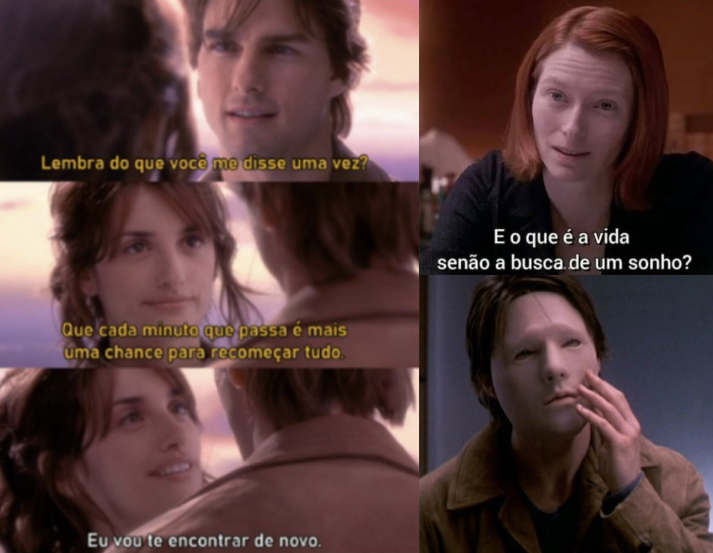 Lembra do que você me disse uma vez?
Que cada minuto que passa é mais
uma chance para recomeçar tudo.
Eu vou te encontrar de novo.
E o que é a vida
senão a busca de um sonho?